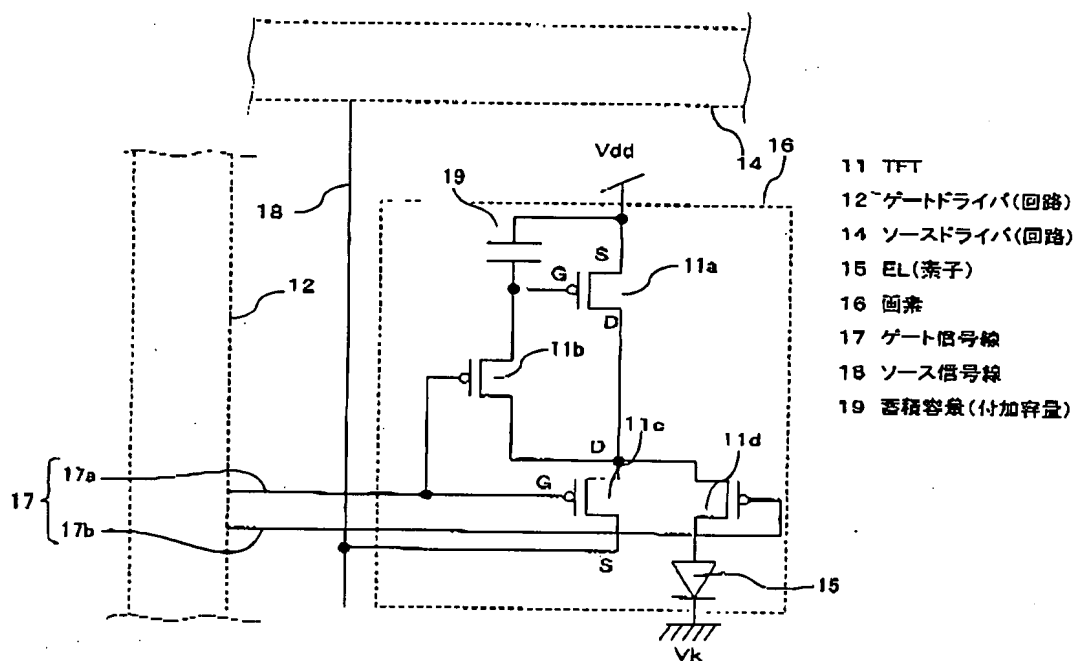 14
16
Vdd
19
18
S
G
11a
D
12
11b
11c
11d
D
G
17
17a
17b
S
15
Vk
11 TFT
12 ゲートドライバ(回路)
14 ソースドライバ(回路)
15 EL(素子)
16 画素
17 ゲート信号線
18 ソース信号線
19 蓄積容量(付加容量)